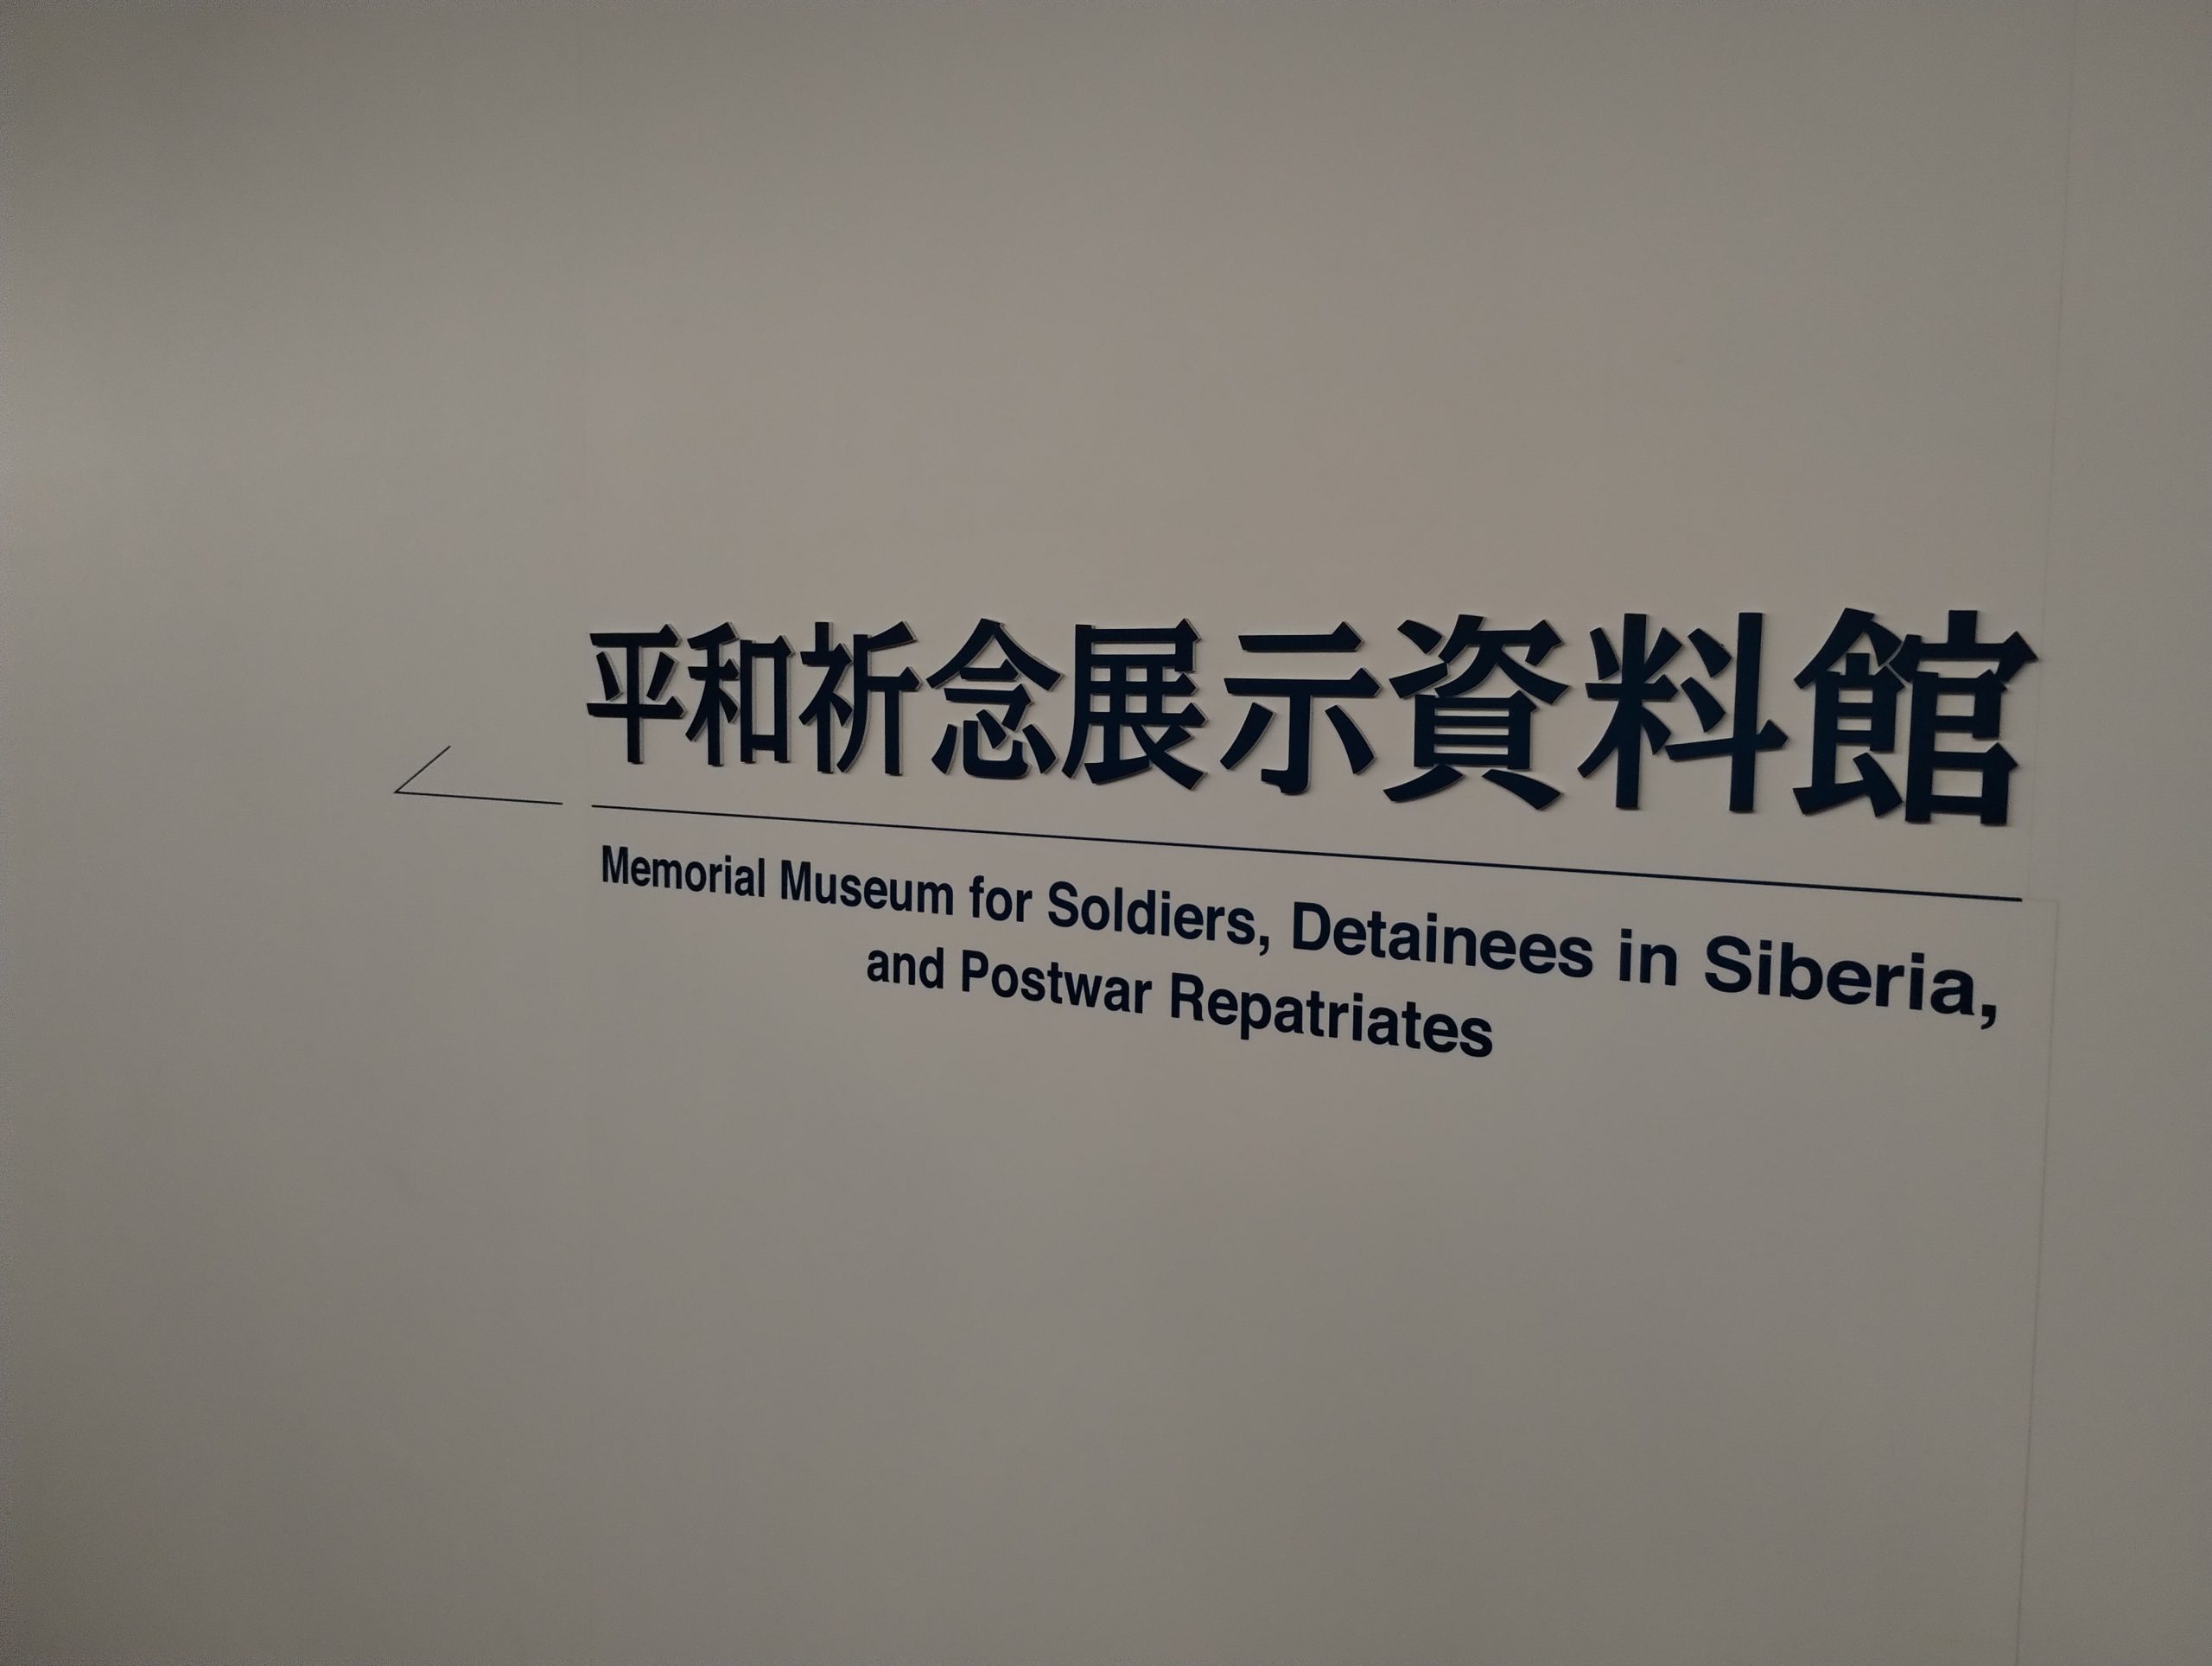 平和祈念展示資料館
Memorial Museum for Soldiers, Detainees in Siberia,
and Postwar Repatriates